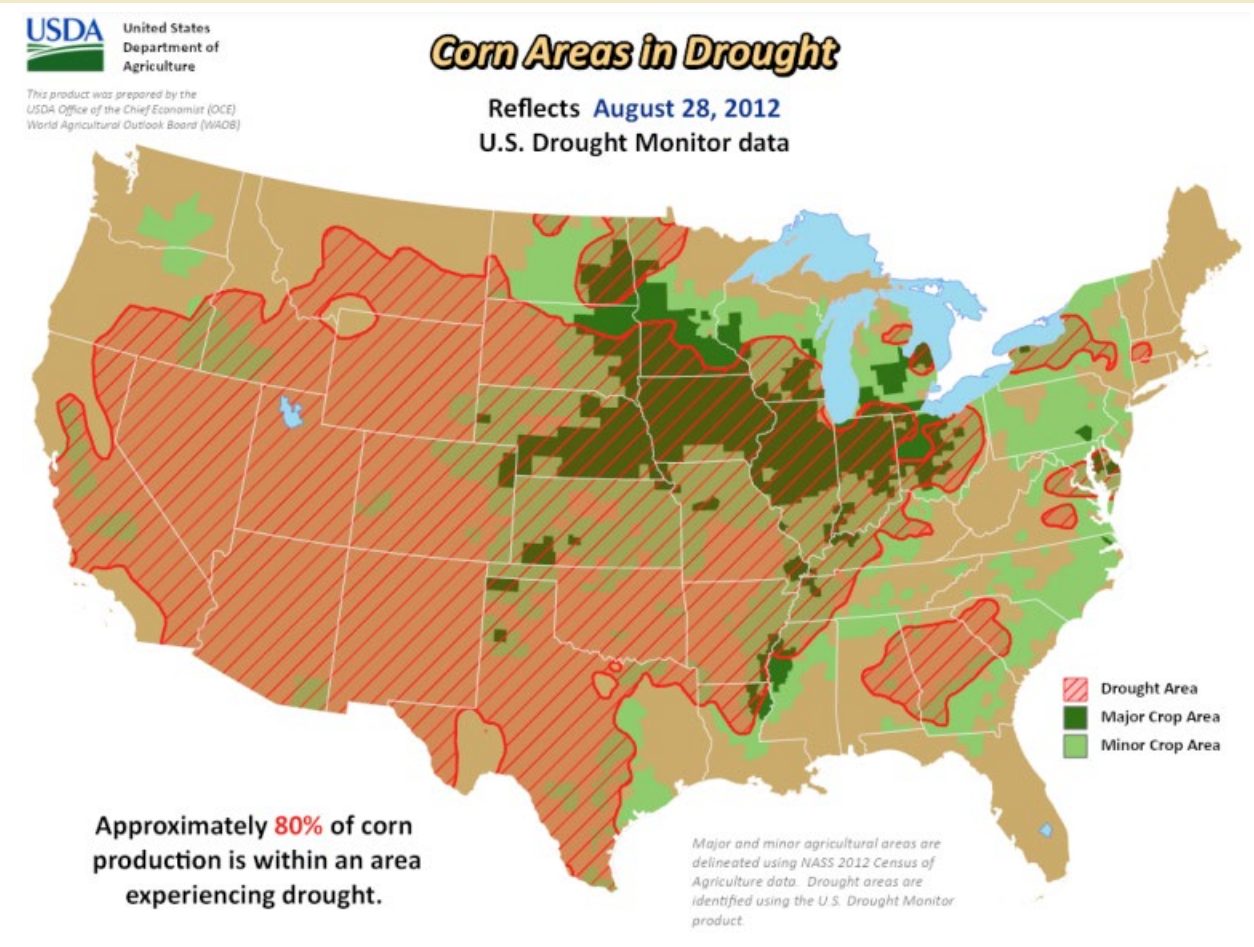 USDA
United States
Department of
Agriculture
This product was prepared by the
USDA Office of the Chief Economist (OCE)
World Agricultural Outlook Board (WAOB)
Corn Areas in Drought
Reflects August 28, 2012
U.S. Drought Monitor data
Drought Area
Major Crop Area
Minor Crop Area
Approximately 80% of corn
production is within an area
experiencing drought.
Major and minor agricultural areas are
delineated using NASS 2012 Census of
Agriculture data. Drought areas are
identified using the U.S. Drought Monitor
product.